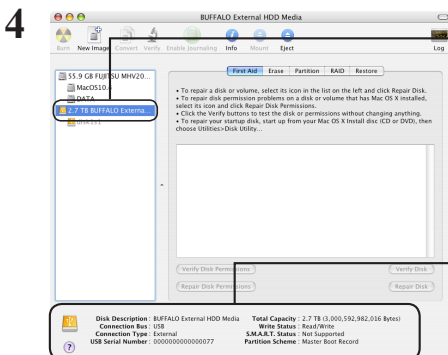 4
BUFFALO External HDD Media
Burn New Image Convert Verify Enable Journaling Info Mount Eject Log
First Aid Erase Partition RAID Restore
55.9 GB FUJITSU MHV20...
MacOS10.
DATA
2.7 TB BUFFALO Externa...
disk1s1
• To repair a disk or volume, select its icon in the list on the left and click Repair Disk.
• To repair disk permission problems on a disk or volume that has Mac OS X installed,
select its icon and click Repair Disk Permissions.
• Click the Verify buttons to test the disk or permissions without changing anything.
• To repair your startup disk, start up from your Mac OS X Install disc (CD or DVD), then
choose Utilities>Disk Utility...
Verify Disk Permissions Verify Disk
Repair Disk Permissions Repair Disk
Disk Description : BUFFALO External HDD Media Total Capacity : 2.7 TB (3,000,592,982,016 Bytes)
Connection Bus : USB Write Status : Read/Write
Connection Type : External S.M.A.R.T. Status : Not Supported
USB Serial Number : 0000000000000077 Partition Scheme : Master Boot Record
?